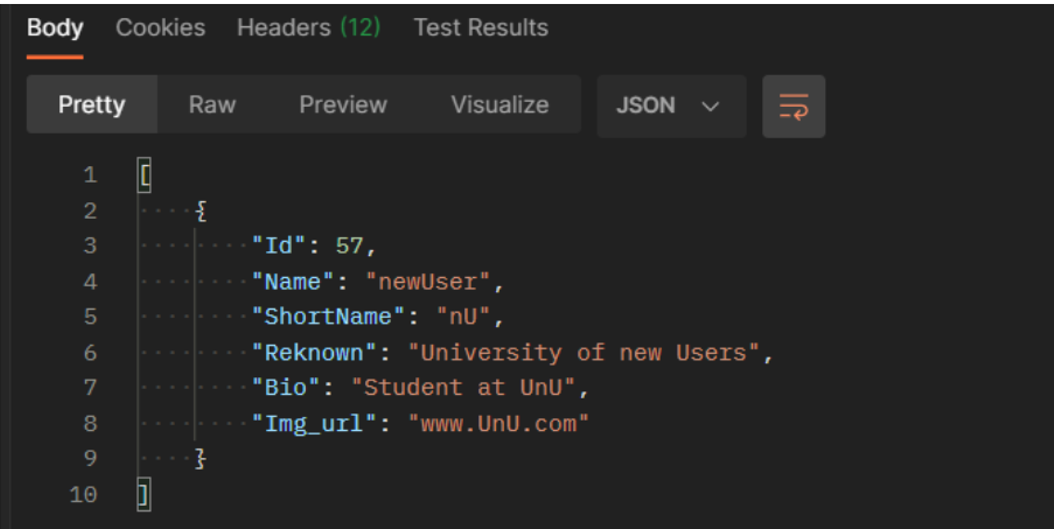 Body Cookies Headers (12) Test Results
Pretty Raw Preview Visualize JSON
1 [
2 {
3 "Id": 57,
4 "Name": "newUser",
5 "ShortName": "nU",
6 "Reknown": "University of new Users",
7 "Bio": "Student at UnU",
8 "Img_url": "www.UnU.com"
9 }
10 ]